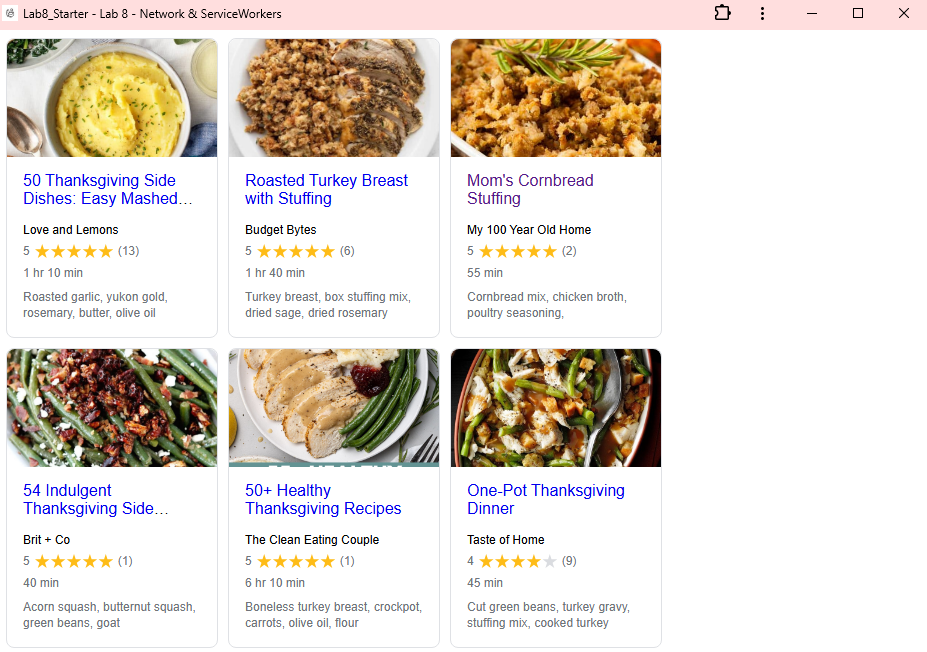 Lab8_Starter - Lab 8 - Network & ServiceWorkers
50 Thanksgiving Side
Dishes: Easy Mashed…
Love and Lemons
5 ★★★★★ (13)
1 hr 10 min
Roasted garlic, yukon gold,
rosemary, butter, olive oil
Roasted Turkey Breast
with Stuffing
Budget Bytes
5 ★★★★★ (6)
1 hr 40 min
Turkey breast, box stuffing mix,
dried sage, dried rosemary
Mom's Cornbread
Stuffing
My 100 Year Old Home
5 ★★★★★ (2)
55 min
Cornbread mix, chicken broth,
poultry seasoning,
54 Indulgent
Thanksgiving Side…
Brit + Co
5 ★★★★★ (1)
40 min
Acorn squash, butternut squash,
green beans, goat
50+ Healthy
Thanksgiving Recipes
The Clean Eating Couple
5 ★★★★★ (1)
6 hr 10 min
Boneless turkey breast, crockpot,
carrots, olive oil, flour
One-Pot Thanksgiving
Dinner
Taste of Home
4 ★★★★★ (9)
45 min
Cut green beans, turkey gravy,
stuffing mix, cooked turkey